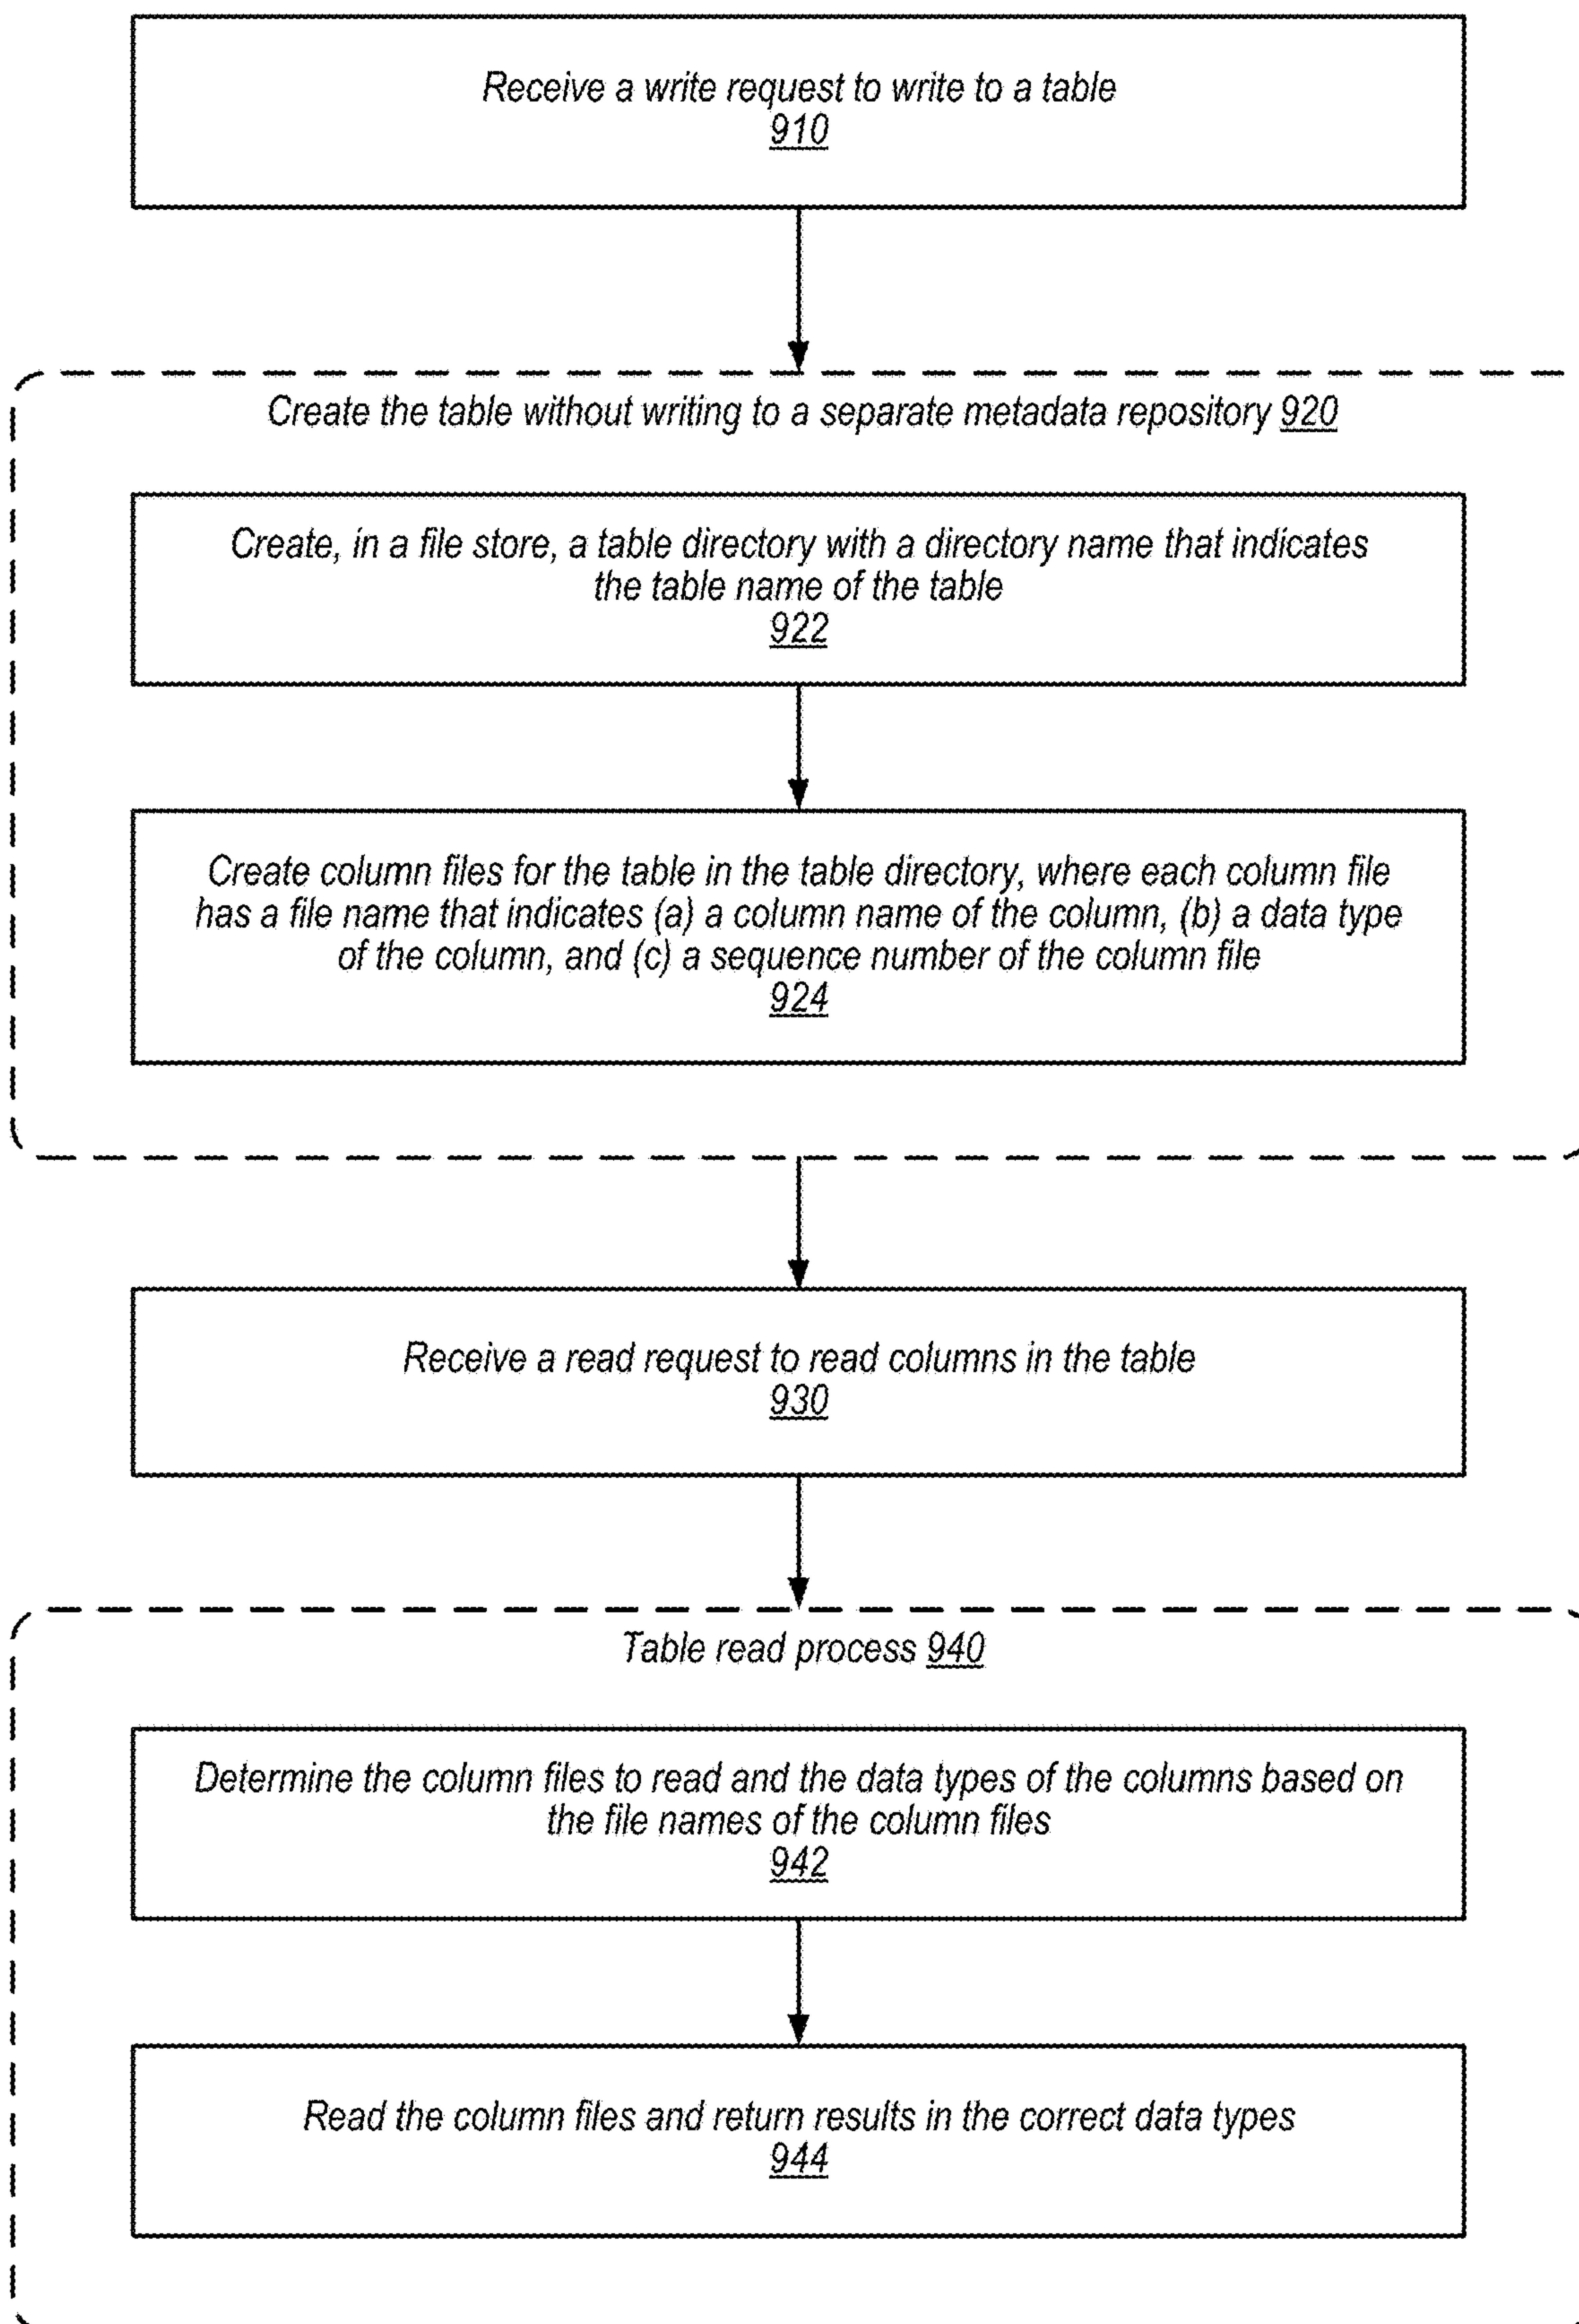 Receive a write request to write to a table
910
Create the table without writing to a separate metadata repository 920
Create, in a file store, a table directory with a directory name that indicates
the table name of the table
922
Create column files for the table in the table directory, where each column file
has a file name that indicates (a) a column name of the column, (b) a data type
of the column, and (c) a sequence number of the column file
924
Receive a read request to read columns in the table
930
Table read process 940
Determine the column files to read and the data types of the columns based on
the file names of the column files
942
Read the column files and return results in the correct data types
944